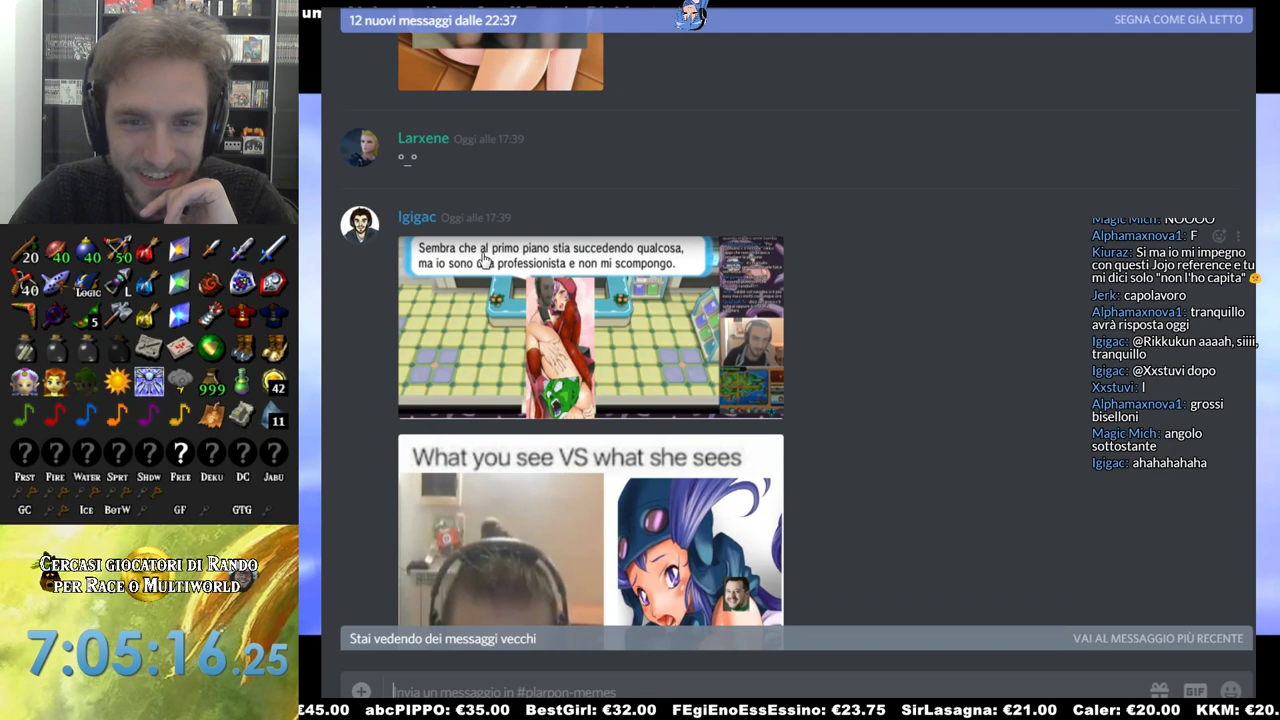 12 nuovi messaggi dalle 22:37
SEGNA COME GIÀ LETTO
Larxene Oggi alle 17:39
°_°
Igigac Oggi alle 17:39
Sembra che al primo piano stia succedendo qualcosa,
ma io sono una professionista e non mi scompongo.
What you see VS what she sees
Stai vedendo dei messaggi vecchi
VAI AL MESSAGGIO PIÙ RECENTE
Invia un messaggio in #plarpon-memes
GIF
Magic Mich: NOOOO
Alphamaxnova1: F
Kiuraz: Si ma io mi impegno
con questi Jojo reference e tu
mi dici solo "non l'ho capita"
Jerk: capolavoro
Alphamaxnova1: tranquillo
avrà risposta oggi
Igigac: @Rikkukun aaaah, siiii,
tranquillo
Igigac: @Xxstuvi dopo
Xxstuvi: I
Alphamaxnova1: grossi
biselloni
Magic Mich: angolo
sottostante
Igigac: ahahahahaha
20 40 40 50
40 LOGIC L
5
999 42
11
? ? ? ? ? ? ? ? ?
FRST FIRE WATER SPRT SHDW FREE DEKU DC JABU
GC ICE BOTW GF GTG
CERCASI GIOCATORI DI RANDO
PER RACE O MULTIWORLD
7:05:16.25
€45.00 abcPIPPO: €35.00 BestGirl: €32.00 FEgiEnoEssEssino: €23.75 SirLasagna: €21.00 Caler: €20.00 KKM: €20.